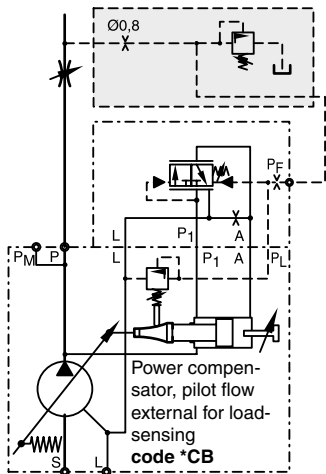 Ø0,8
PF
L P1 A
PM P L P1 A PL
Power compen-
sator, pilot flow
external for load-
sensing
code *CB
S L